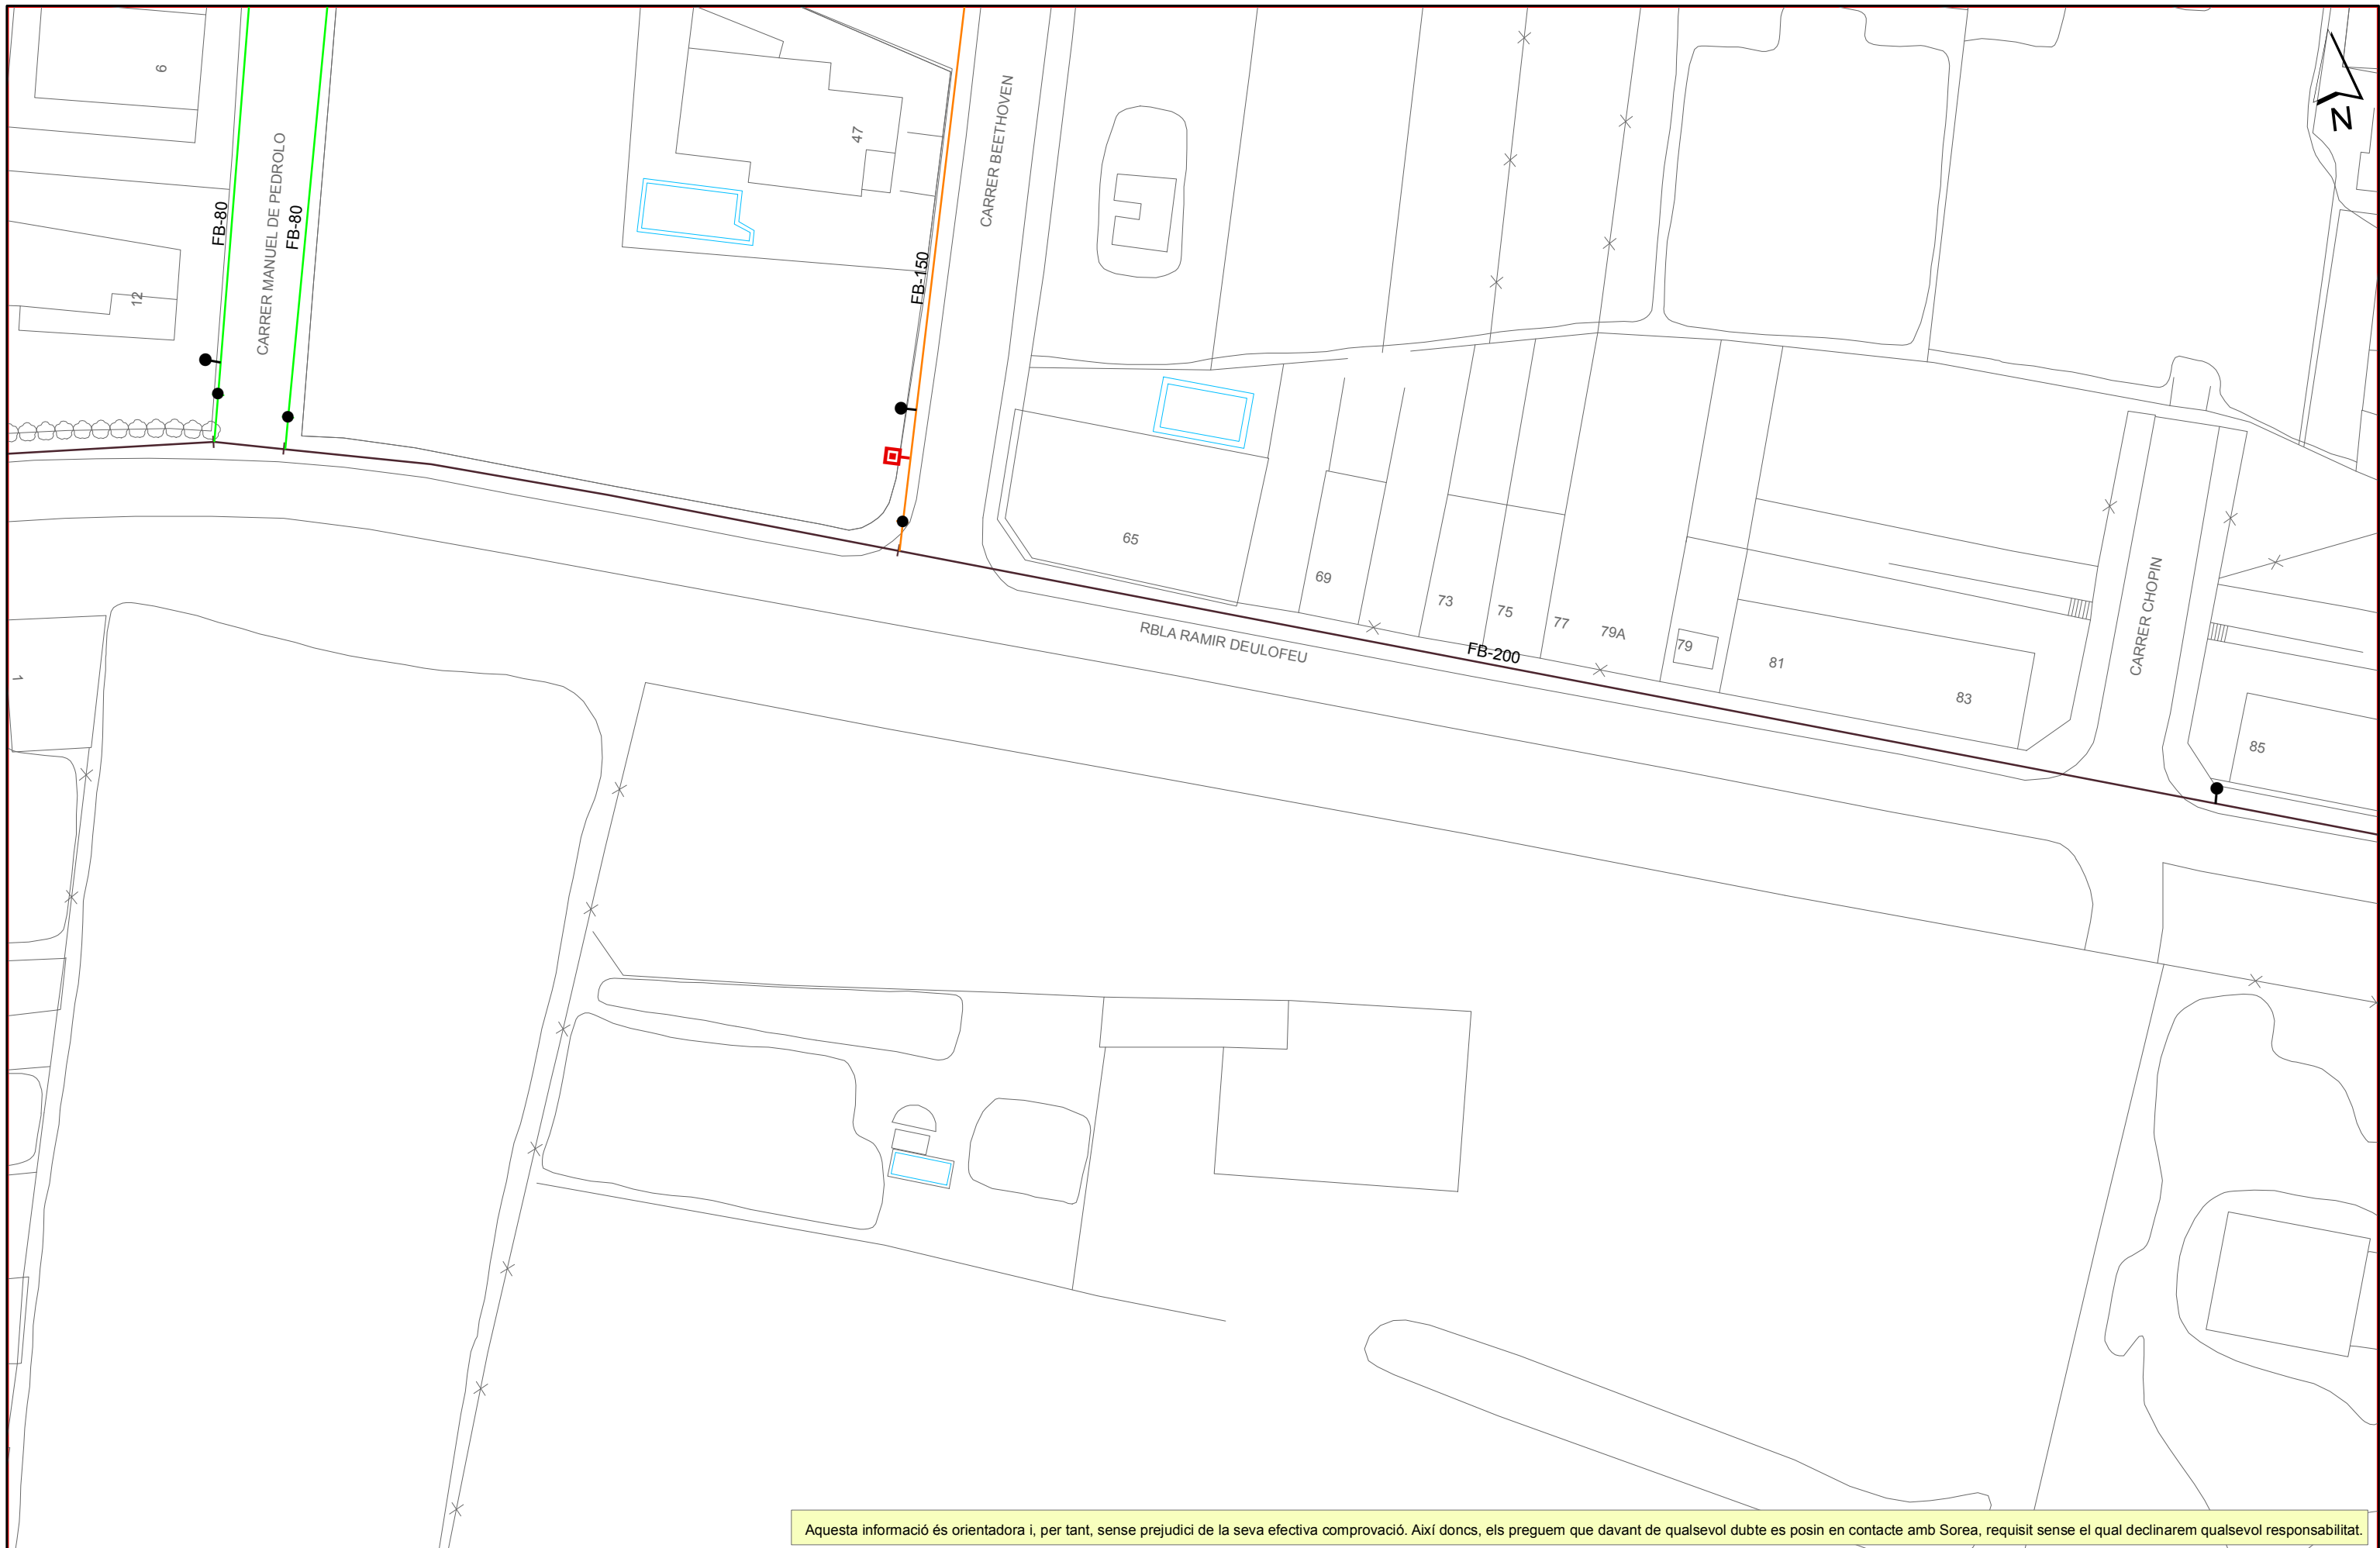 6
47
N
FB-80
CARRER MANUEL DE PEDROLO
FB-80
CARRER BEETHOVEN
FB-150
12
65
69
73
75
77
79A
79
81
83
CARRER CHOPIN
85
RBLA RAMIR DEULOFEU
FB-200
1
Aquesta informació és orientadora i, per tant, sense prejudici de la seva efectiva comprovació. Així doncs, els preguem que davant de qualsevol dubte es posin en contacte amb Sorea, requisit sense el qual declinarem qualsevol responsabilitat.